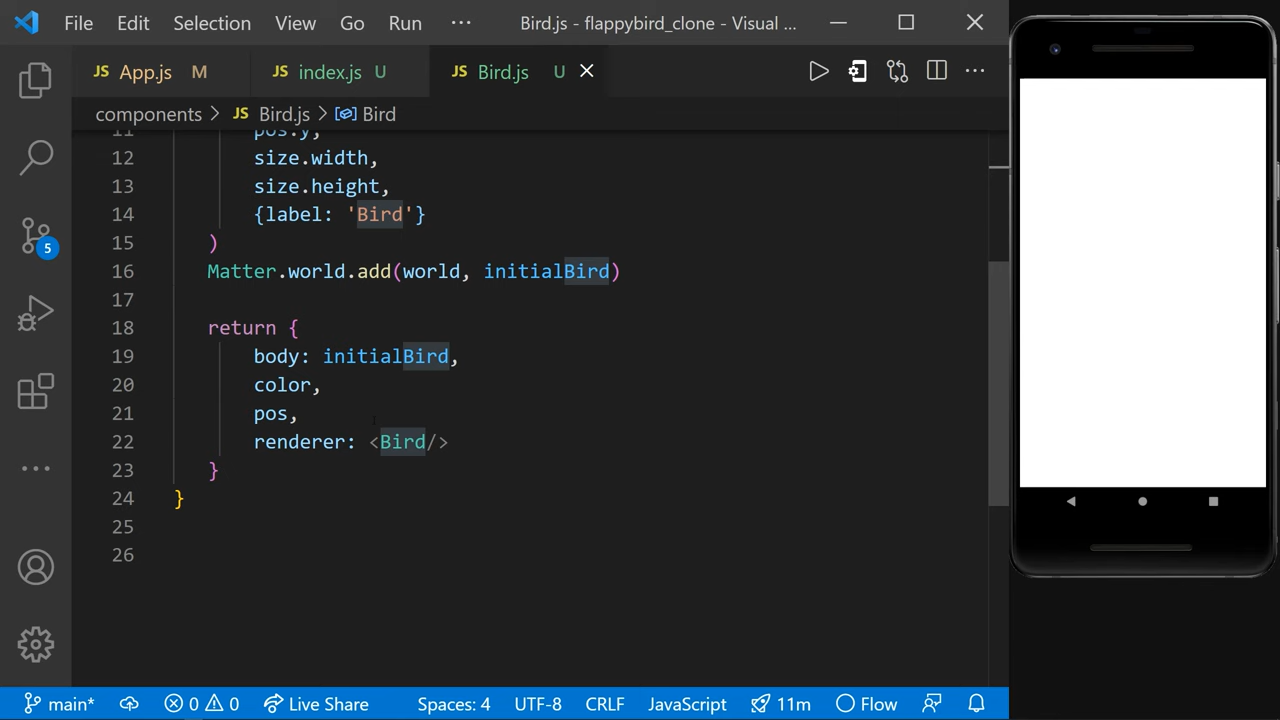 File Edit Selection View Go Run ··· Bird.js - flappybird_clone - Visual ...
JS App.js M JS index.js U JS Bird.js U
components > JS Bird.js > Bird
11 pos.y,
12 size.width,
13 size.height,
14 {label: 'Bird'}
15 )
16 Matter.world.add(world, initialBird)
17
18 return {
19 body: initialBird,
20 color,
21 pos,
22 renderer: <Bird/>
23 }
24 }
25
26
5
main* 0 0 Live Share Spaces: 4 UTF-8 CRLF JavaScript 11m Flow